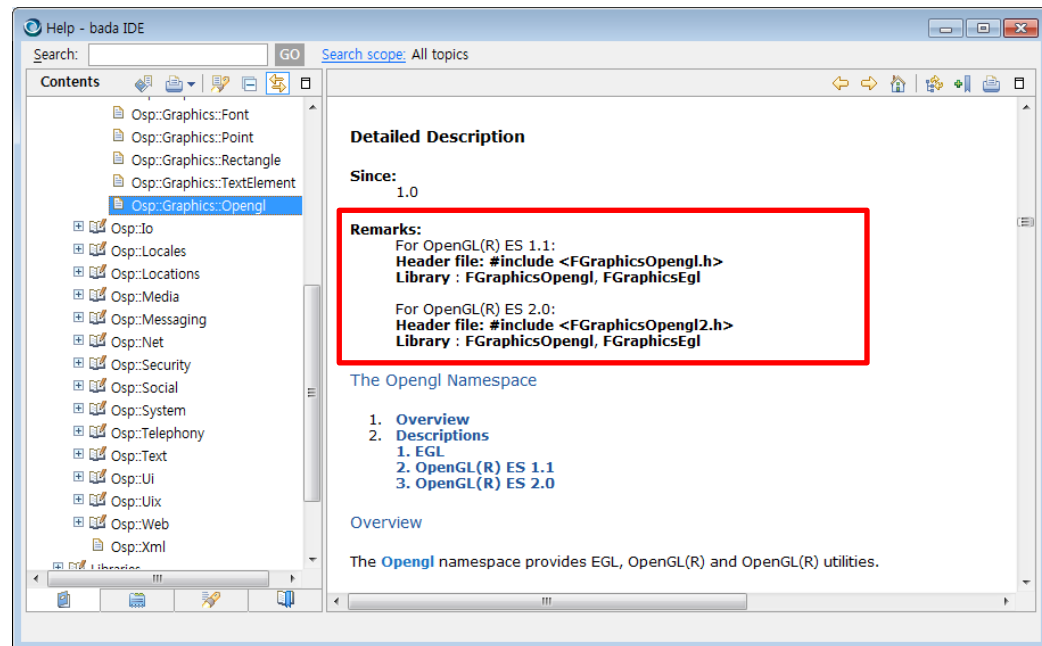 Help - bada IDE
Search:
GO
Search scope: All topics
Contents
Osp::Graphics::Font
Osp::Graphics::Point
Osp::Graphics::Rectangle
Osp::Graphics::TextElement
Osp::Graphics::Opengl
Osp::Io
Osp::Locales
Osp::Locations
Osp::Media
Osp::Messaging
Osp::Net
Osp::Security
Osp::Social
Osp::System
Osp::Telephony
Osp::Text
Osp::Ui
Osp::Uix
Osp::Web
Osp::Xml
Libraries
Detailed Description
Since:
1.0
Remarks:
For OpenGL(R) ES 1.1:
Header file: #include <FGraphicsOpengl.h>
Library : FGraphicsOpengl, FGraphicsEgl
For OpenGL(R) ES 2.0:
Header file: #include <FGraphicsOpengl2.h>
Library : FGraphicsOpengl, FGraphicsEgl
The Opengl Namespace
1. Overview
2. Descriptions
1. EGL
2. OpenGL(R) ES 1.1
3. OpenGL(R) ES 2.0
Overview
The Opengl namespace provides EGL, OpenGL(R) and OpenGL(R) utilities.